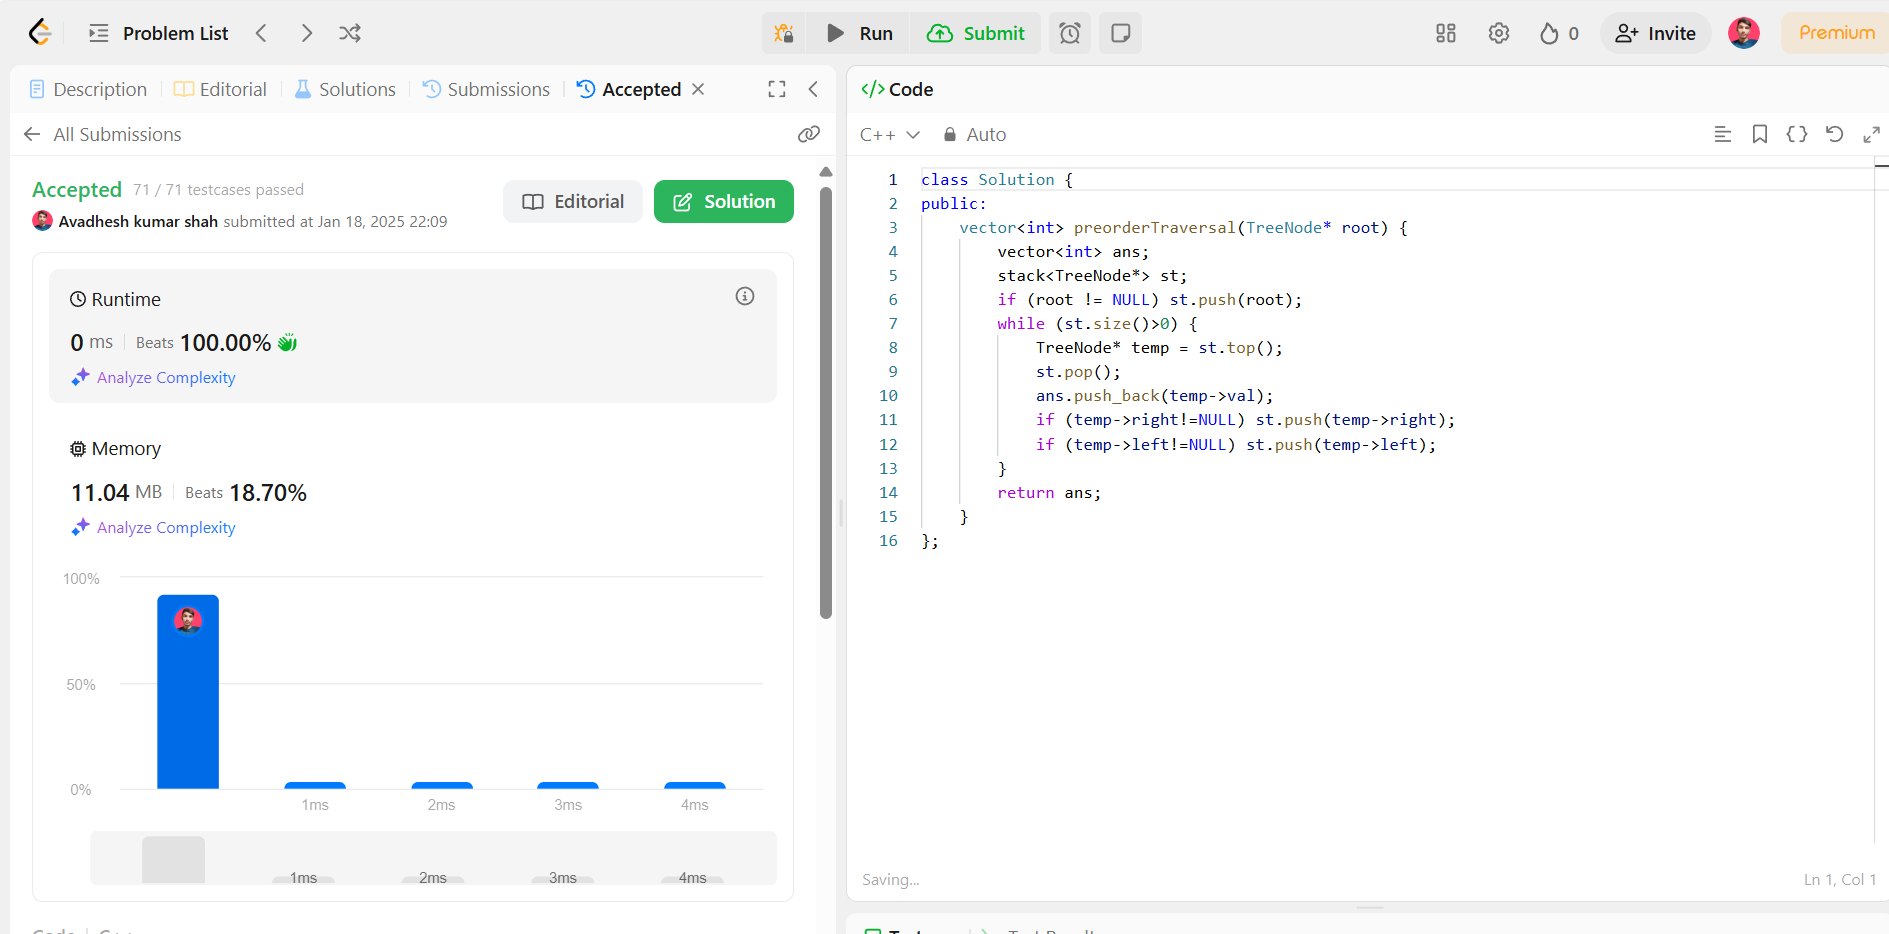 Problem List
Run
Submit
0
Invite
Premium
Description
Editorial
Solutions
Submissions
Accepted
All Submissions
Accepted 71 / 71 testcases passed
Avadhesh kumar shah submitted at Jan 18, 2025 22:09
Editorial
Solution
Runtime
0 ms Beats 100.00%
Analyze Complexity
Memory
11.04 MB Beats 18.70%
Analyze Complexity
100%
50%
0%
1ms 2ms 3ms 4ms
1ms 2ms 3ms 4ms
Code C++
</> Code
C++ Auto
1 class Solution {
2 public:
3 vector<int> preorderTraversal(TreeNode* root) {
4 vector<int> ans;
5 stack<TreeNode*> st;
6 if (root != NULL) st.push(root);
7 while (st.size()>0) {
8 TreeNode* temp = st.top();
9 st.pop();
10 ans.push_back(temp->val);
11 if (temp->right!=NULL) st.push(temp->right);
12 if (temp->left!=NULL) st.push(temp->left);
13 }
14 return ans;
15 }
16 };
Saving...
Ln 1, Col 1